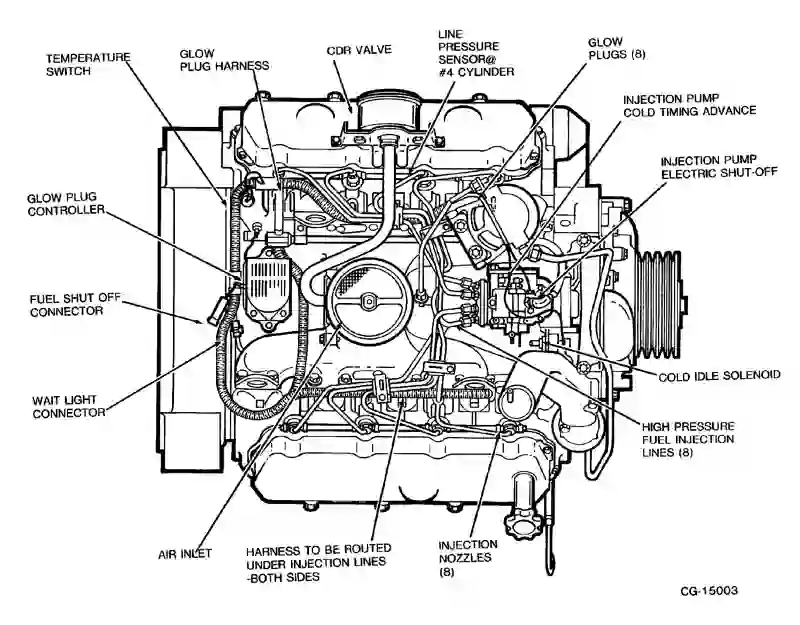 TEMPERATURE
SWITCH
GLOW
PLUG HARNESS
CDR VALVE
LINE
PRESSURE
SENSOR@
#4 CYLINDER
GLOW
PLUGS (8)
INJECTION PUMP
COLD TIMING ADVANCE
INJECTION PUMP
ELECTRIC SHUT-OFF
GLOW PLUG
CONTROLLER
FUEL SHUT OFF
CONNECTOR
WAIT LIGHT
CONNECTOR
COLD IDLE SOLENOID
HIGH PRESSURE
FUEL INJECTION
LINES (8)
AIR INLET
HARNESS TO BE ROUTED
UNDER INJECTION LINES
-BOTH SIDES
INJECTION
NOZZLES
(8)
CG-15003